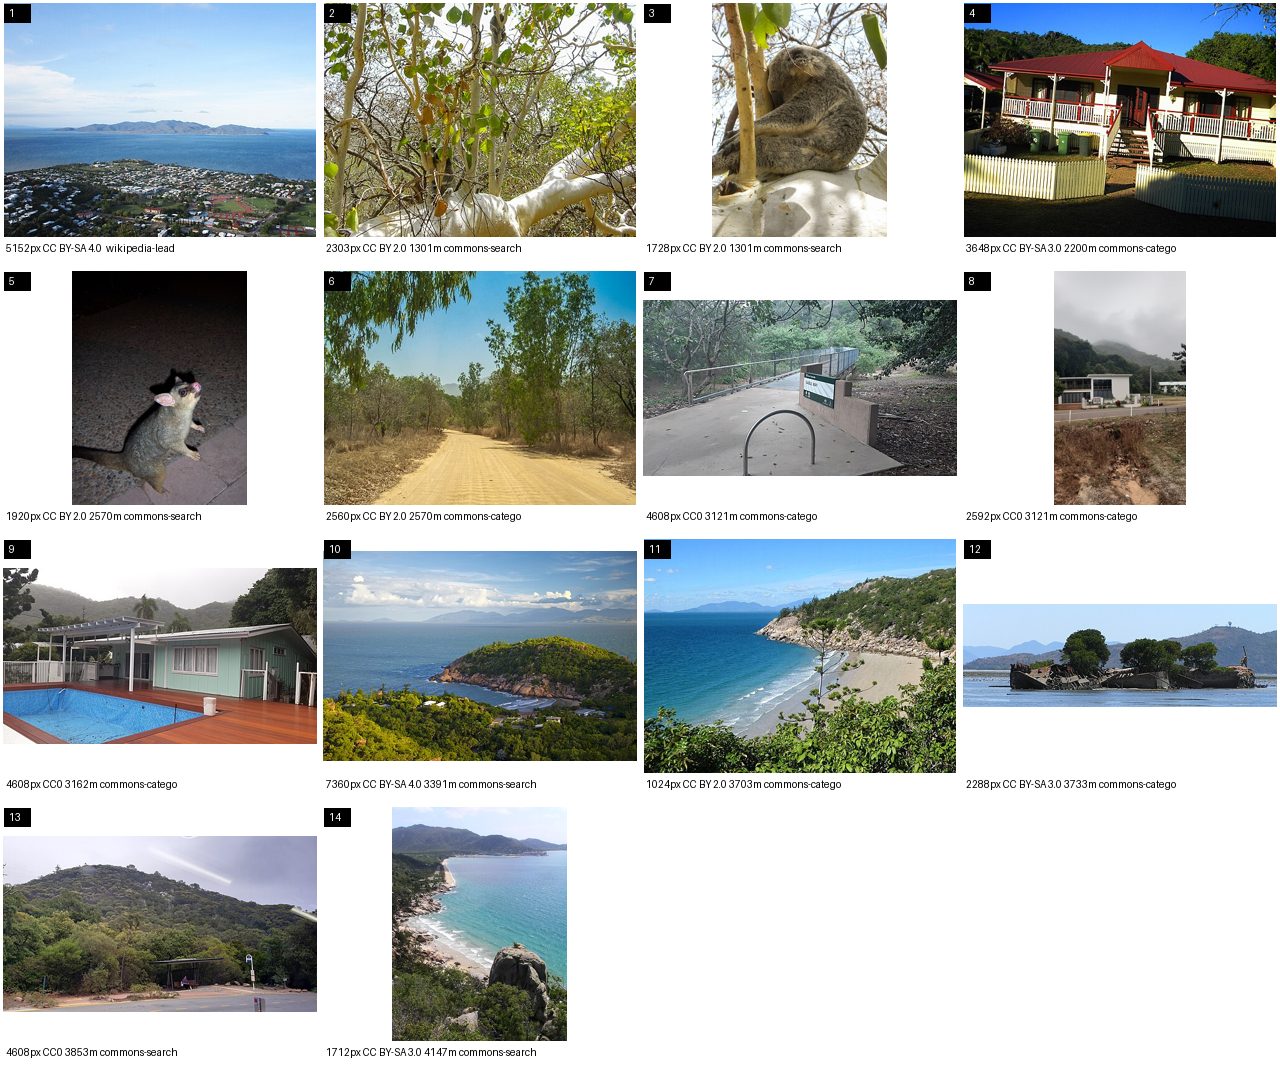 1
2
3
4
5152px CC BY-SA 4.0 wikipedia-lead
2303px CC BY 2.0 1301m commons-search
1728px CC BY 2.0 1301m commons-search
3648px CC BY-SA 3.0 2200m commons-catego
5
6
7
8
1920px CC BY 2.0 2570m commons-search
2560px CC BY 2.0 2570m commons-catego
4608px CC0 3121m commons-catego
2592px CC0 3121m commons-catego
9
10
11
12
4608px CC0 3162m commons-catego
7360px CC BY-SA 4.0 3391m commons-search
1024px CC BY 2.0 3703m commons-catego
2288px CC BY-SA 3.0 3733m commons-catego
13
14
4608px CC0 3853m commons-search
1712px CC BY-SA 3.0 4147m commons-search